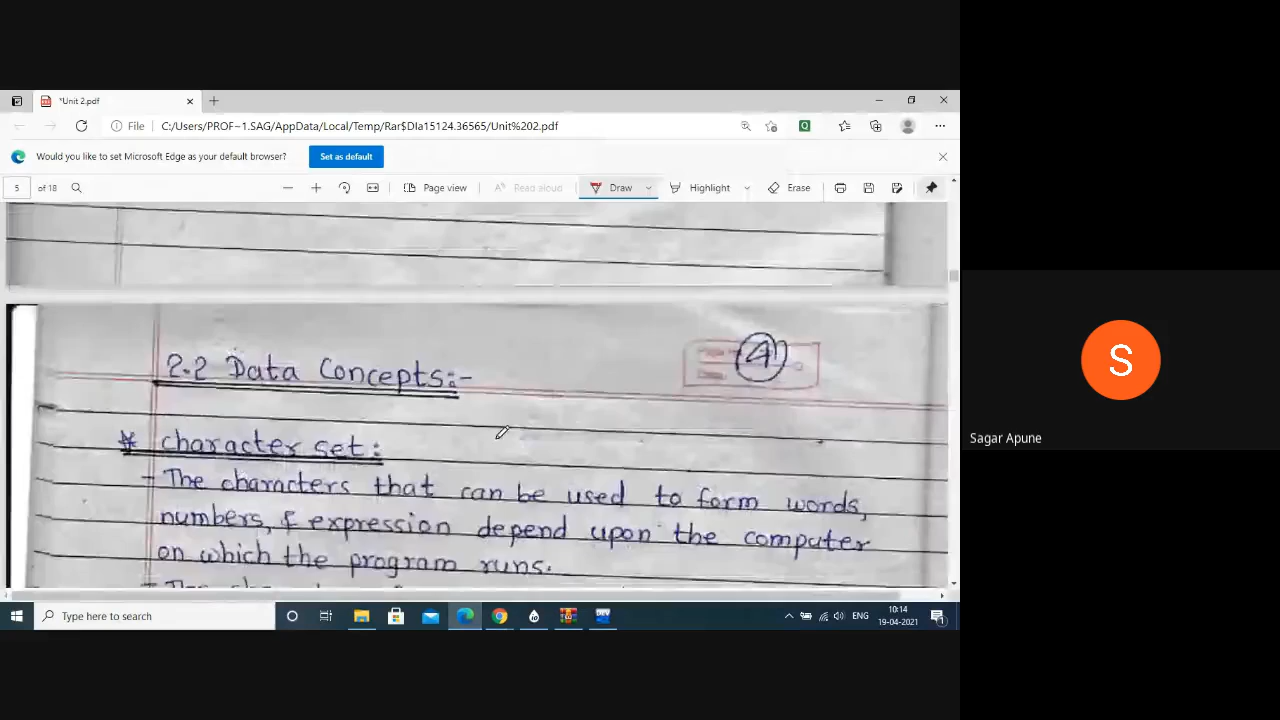 *Unit 2.pdf
File C:/Users/PROF~1.SAG/AppData/Local/Temp/Rar$DIa15124.36565/Unit%202.pdf
Would you like to set Microsoft Edge as your default browser? Set as default
5 of 18 Page view Read aloud Draw Highlight Erase
2.2 Data Concepts:-
4
* character set:
- The characters that can be used to form words,
numbers, & expression depend upon the computer
on which the program runs.
S
Sagar Apune
Type here to search
ENG
10:14
19-04-2021